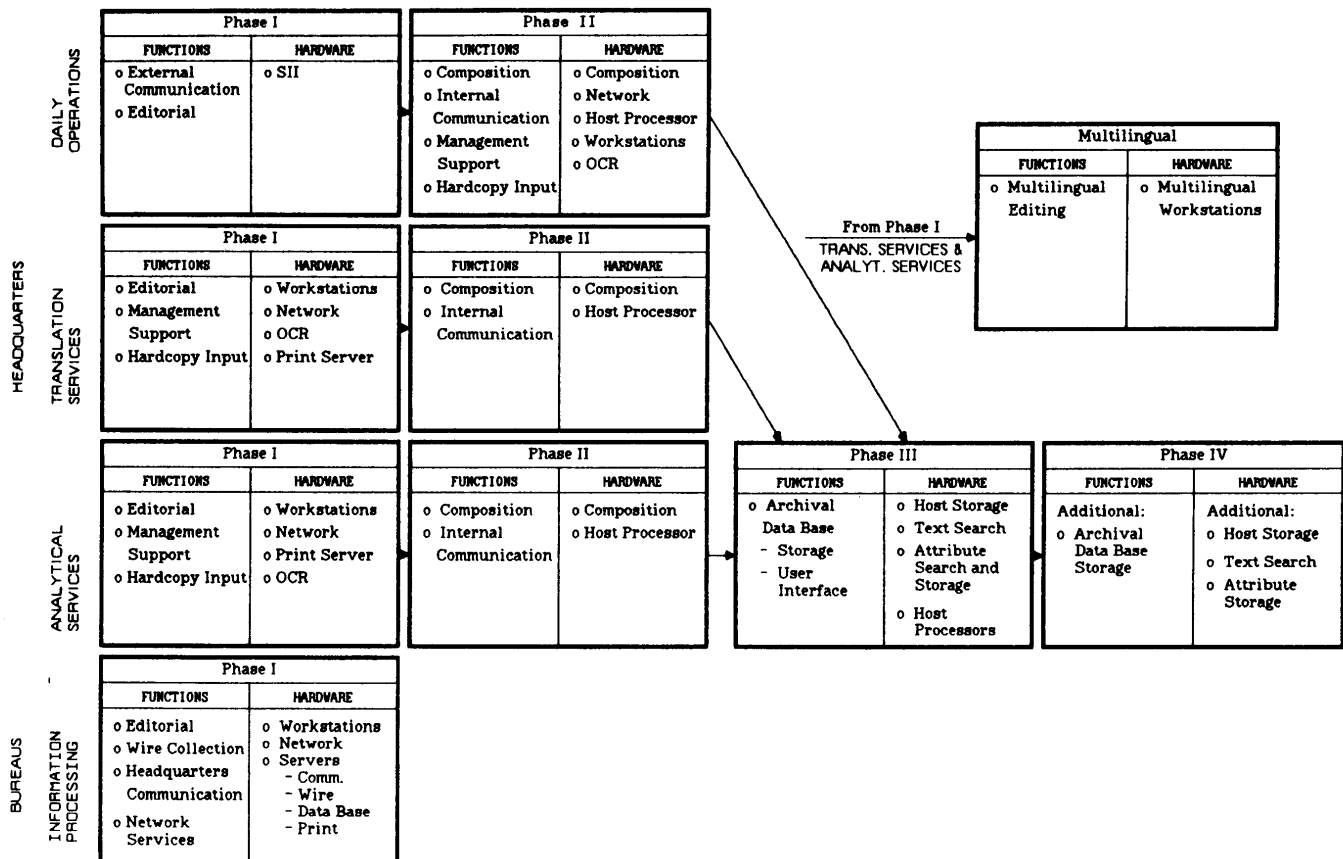 HEADQUARTERS
DAILY
OPERATIONS
Phase I
FUNCTIONS
o External
Communication
o Editorial
HARDWARE
o SII
Phase II
FUNCTIONS
o Composition
o Internal
Communication
o Management
Support
o Hardcopy Input
HARDWARE
o Composition
o Network
o Host Processor
o Workstations
o OCR
Multilingual
FUNCTIONS
o Multilingual
Editing
HARDWARE
o Multilingual
Workstations
From Phase I
TRANS. SERVICES &
ANALYT. SERVICES
TRANSLATION
SERVICES
Phase I
FUNCTIONS
o Editorial
o Management
Support
o Hardcopy Input
HARDWARE
o Workstations
o Network
o OCR
o Print Server
Phase II
FUNCTIONS
o Composition
o Internal
Communication
HARDWARE
o Composition
o Host Processor
ANALYTICAL
SERVICES
Phase I
FUNCTIONS
o Editorial
o Management
Support
o Hardcopy Input
HARDWARE
o Workstations
o Network
o Print Server
o OCR
Phase II
FUNCTIONS
o Composition
o Internal
Communication
HARDWARE
o Composition
o Host Processor
Phase III
FUNCTIONS
o Archival
Data Base
- Storage
- User
Interface
HARDWARE
o Host Storage
o Text Search
o Attribute
Search and
Storage
o Host
Processors
Phase IV
FUNCTIONS
Additional:
o Archival
Data Base
Storage
HARDWARE
Additional:
o Host Storage
o Text Search
o Attribute
Storage
BUREAUS
INFORMATION
PROCESSING
Phase I
FUNCTIONS
o Editorial
o Wire Collection
o Headquarters
Communication
o Network
Services
HARDWARE
o Workstations
o Network
o Servers
- Comm.
- Wire
- Data Base
- Print